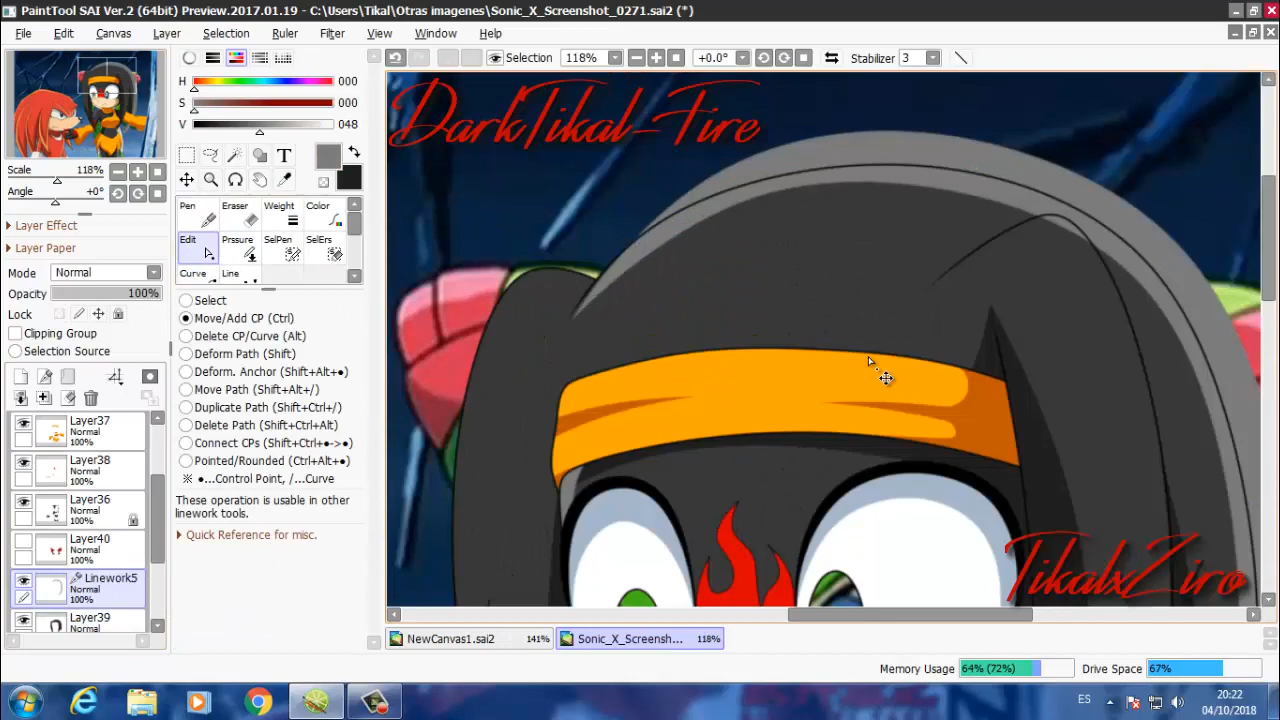 PaintTool SAI Ver.2 (64bit) Preview.2017.01.19 - C:\Users\Tikal\Otras imagenes\Sonic_X_Screenshot_0271.sai2 (*)
File Edit Canvas Layer Selection Ruler Filter View Window Help
Selection 118% +0.0° Stabilizer 3
H 000
S 000
V 048
Scale 118%
Angle +0°
Layer Effect
Layer Paper
Mode Normal
Opacity 100%
Lock
Clipping Group
Selection Source
Layer37
Normal
100%
Layer38
Normal
100%
Layer36
Normal
100%
Layer40
Normal
100%
Linework5
Normal
100%
Layer39
Normal
T
Pen Eraser Weight Color
Edit Prssure SelPen SelErs
Curve Line
Select
Move/Add CP (Ctrl)
Delete CP/Curve (Alt)
Deform Path (Shift)
Deform. Anchor (Shift+Alt+●)
Move Path (Shift+Alt+/)
Duplicate Path (Shift+Ctrl+/)
Delete Path (Shift+Ctrl+Alt)
Connect CPs (Shift+Ctrl+●->●)
Pointed/Rounded (Ctrl+Alt+●)
※ ●...Control Point, /...Curve
These operation is usable in other
linework tools.
Quick Reference for misc.
DarkTikal-Fire
TikalxZiro
NewCanvas1.sai2 141% Sonic_X_Screensh... 118%
Memory Usage 64% (72%) Drive Space 67%
ES 20:22
04/10/2018